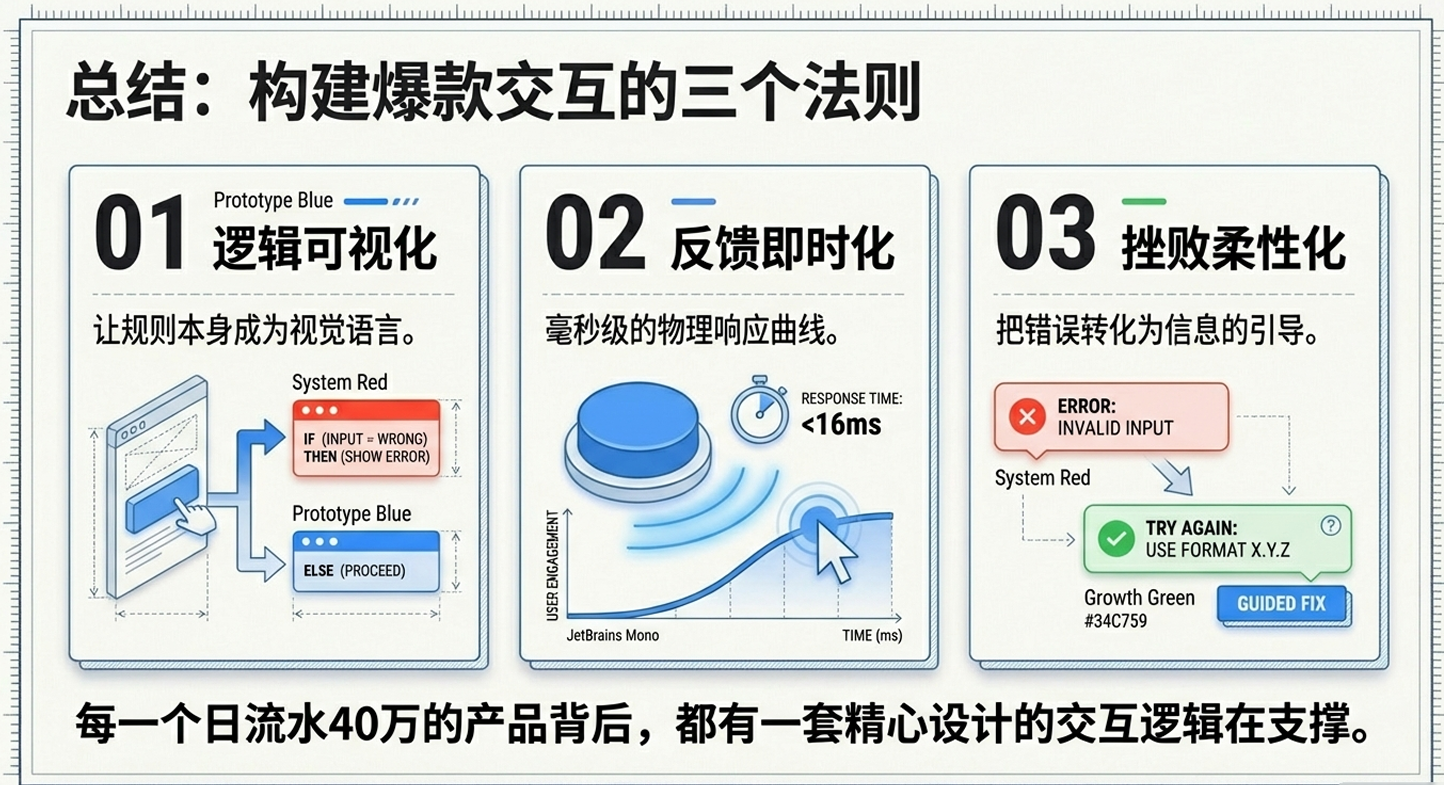 总结：构建爆款交互的三个法则
01
Prototype Blue
逻辑可视化
让规则本身成为视觉语言。
System Red
IF (INPUT = WRONG)
THEN (SHOW ERROR)
Prototype Blue
ELSE (PROCEED)
02
反馈即时化
毫秒级的物理响应曲线。
RESPONSE TIME:
<16ms
USER ENGAGEMENT
JetBrains Mono
TIME (ms)
03
挫败柔性化
把错误转化为信息的引导。
ERROR:
INVALID INPUT
System Red
TRY AGAIN:
USE FORMAT X.Y.Z
?
Growth Green
#34C759
GUIDED FIX
每一个日流水40万的产品背后，都有一套精心设计的交互逻辑在支撑。